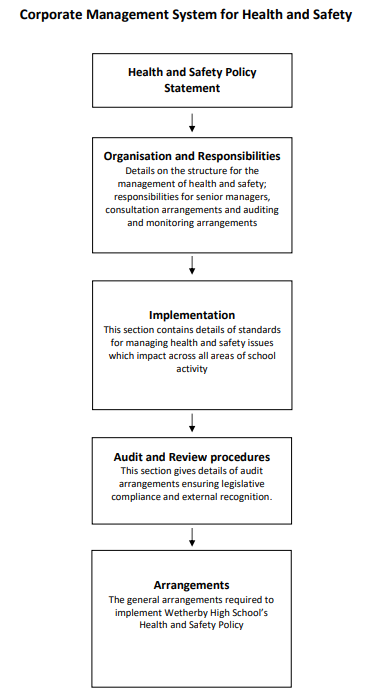 Corporate Management System for Health and Safety
Health and Safety Policy
Statement
Organisation and Responsibilities
Details on the structure for the
management of health and safety;
responsibilities for senior managers,
consultation arrangements and auditing
and monitoring arrangements
Implementation
This section contains details of standards
for managing health and safety issues
which impact across all areas of school
activity
Audit and Review procedures
This section gives details of audit
arrangements ensuring legislative
compliance and external recognition.
Arrangements
The general arrangements required to
implement Wetherby High School’s
Health and Safety Policy